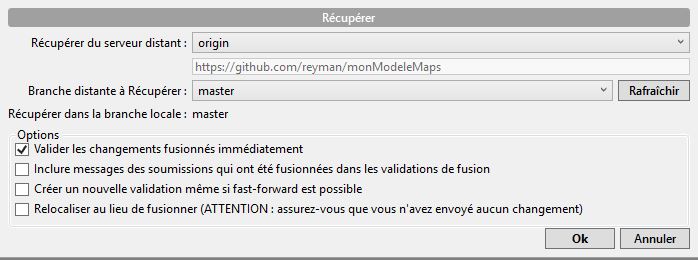 Récupérer
Récupérer du serveur distant : origin
https://github.com/reyman/monModeleMaps
Branche distante à Récupérer : master Rafraîchir
Récupérer dans la branche locale : master
Options
Valider les changements fusionnés immédiatement
Inclure messages des soumissions qui ont été fusionnées dans les validations de fusion
Créer un nouvelle validation même si fast-forward est possible
Relocaliser au lieu de fusionner (ATTENTION : assurez-vous que vous n'avez envoyé aucun changement)
Ok Annuler